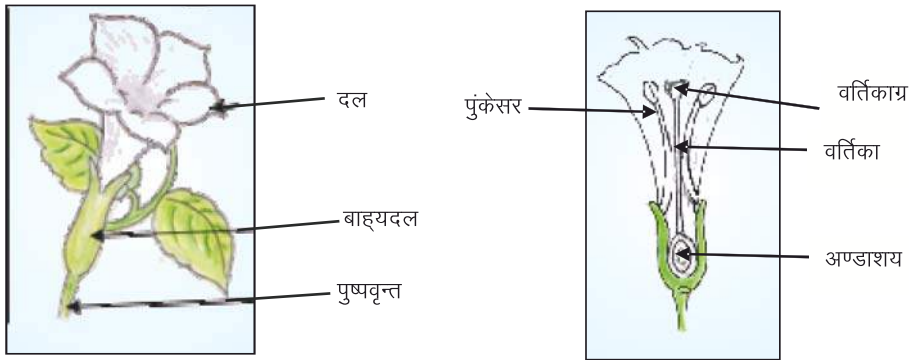 दल
बाह्यदल
पुष्पवृन्त
पुंकेसर
वर्तिकाग्र
वर्तिका
अण्डाशय